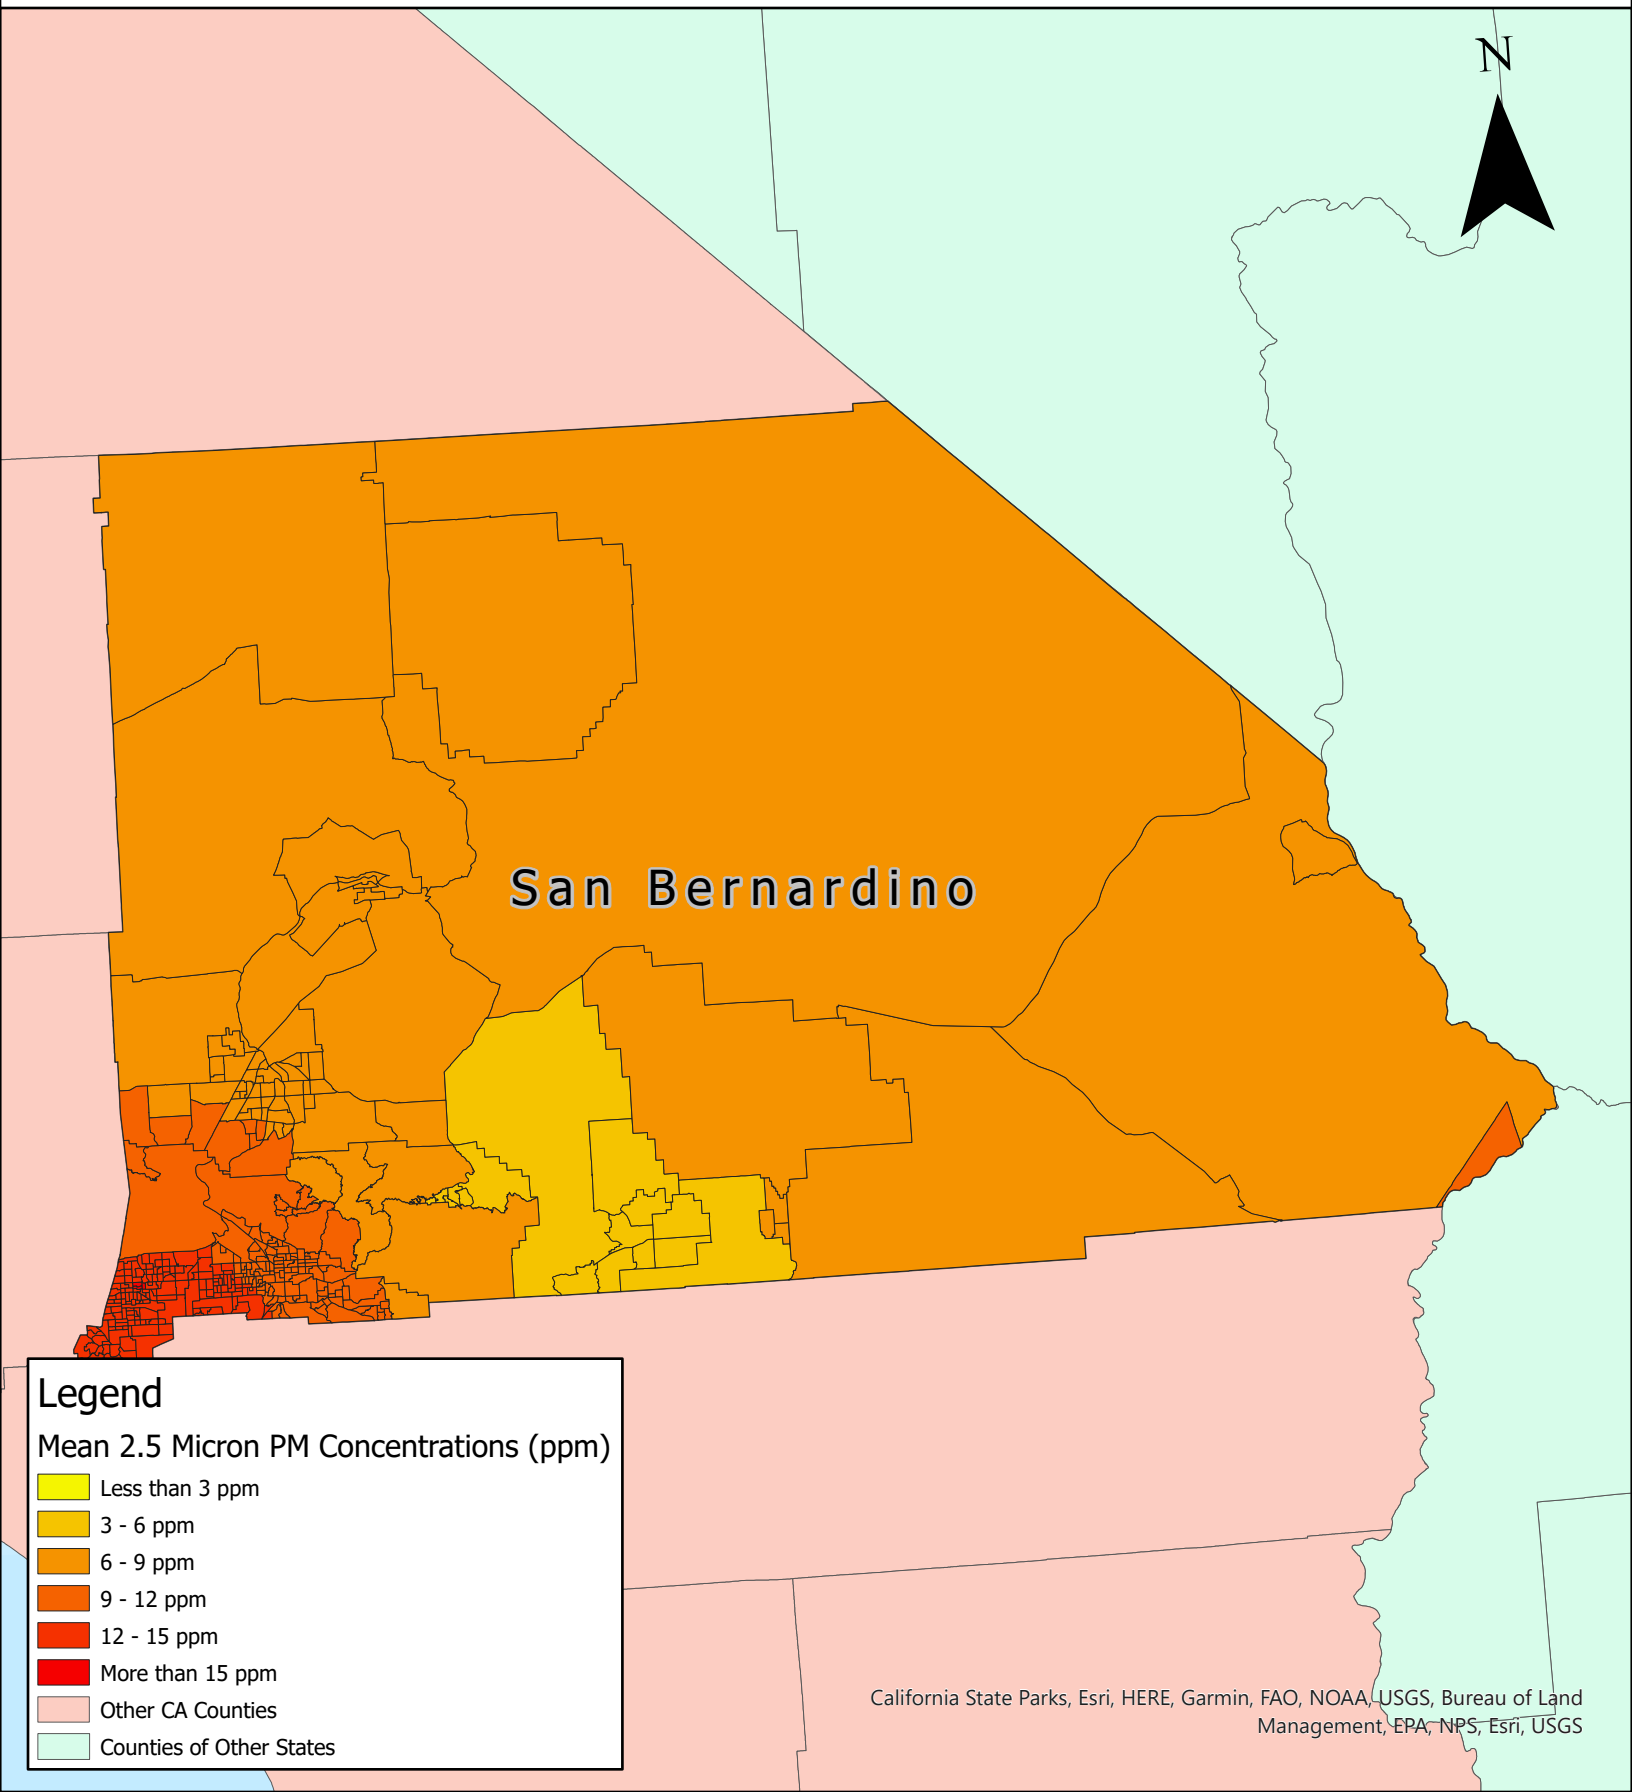 N
San Bernardino
Legend
Mean 2.5 Micron PM Concentrations (ppm)
Less than 3 ppm
3 - 6 ppm
6 - 9 ppm
9 - 12 ppm
12 - 15 ppm
More than 15 ppm
Other CA Counties
Counties of Other States
California State Parks, Esri, HERE, Garmin, FAO, NOAA, USGS, Bureau of Land
Management, EPA, NPS, Esri, USGS